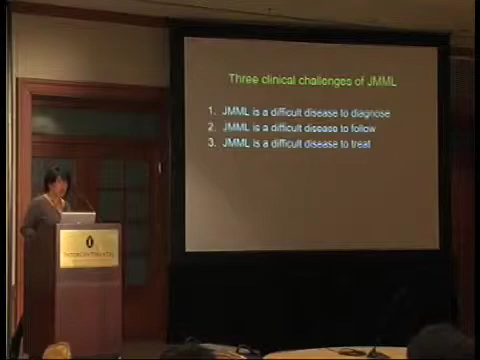 Three clinical challenges of JMML
1. JMML is a difficult disease to diagnose
2. JMML is a difficult disease to follow
3. JMML is a difficult disease to treat